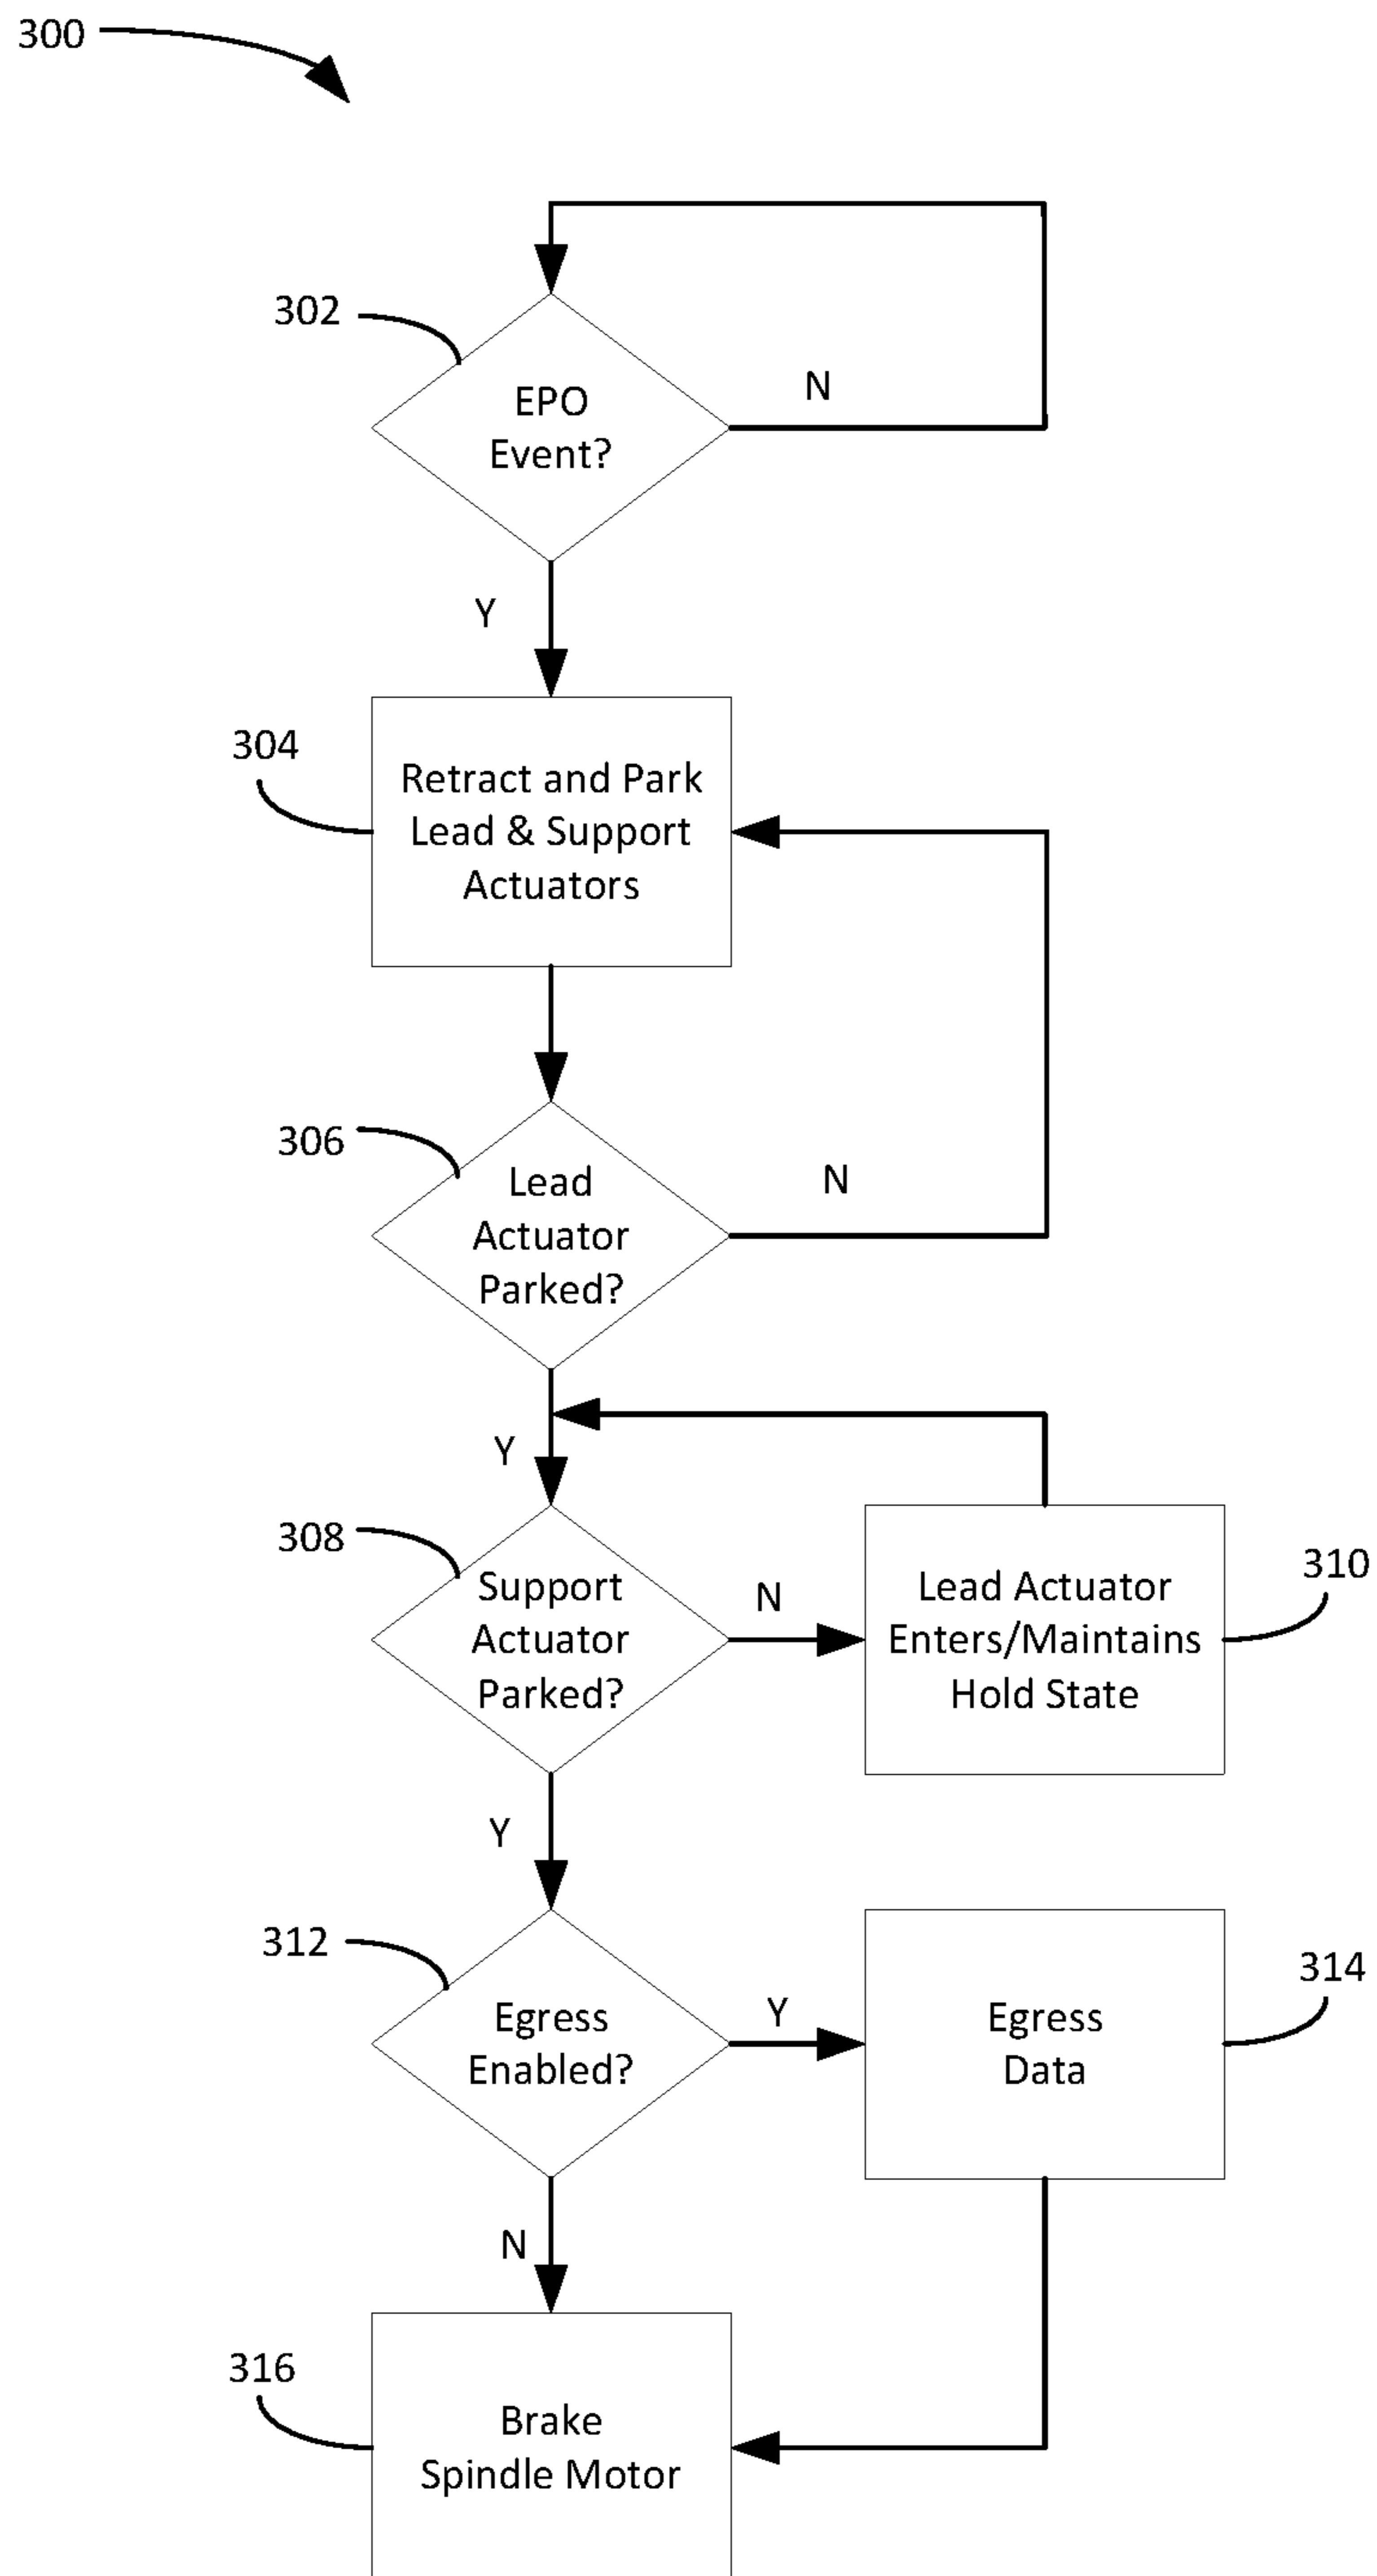 300
302
EPO
Event?
N
Y
304
Retract and Park
Lead & Support
Actuators
306
Lead
Actuator
Parked?
N
Y
308
Support
Actuator
Parked?
N
310
Lead Actuator
Enters/Maintains
Hold State
Y
312
Egress
Enabled?
Y
314
Egress
Data
N
316
Brake
Spindle Motor